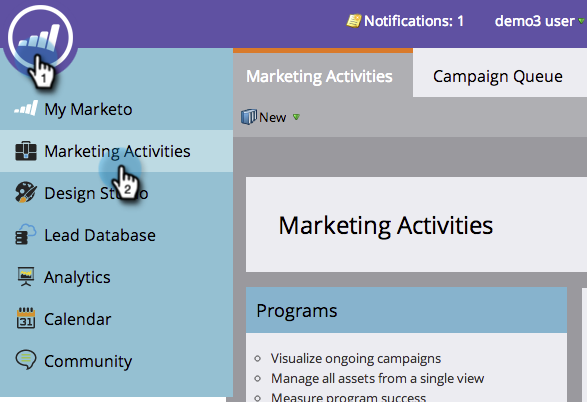 Notifications: 1
demo3 user
1
Marketing Activities
Campaign Queue
New
My Marketo
Marketing Activities
2
Design
Lead Database
Analytics
31
Calendar
Community
Marketing Activities
Programs
Visualize ongoing campaigns
Manage all assets from a single view
Measure program success